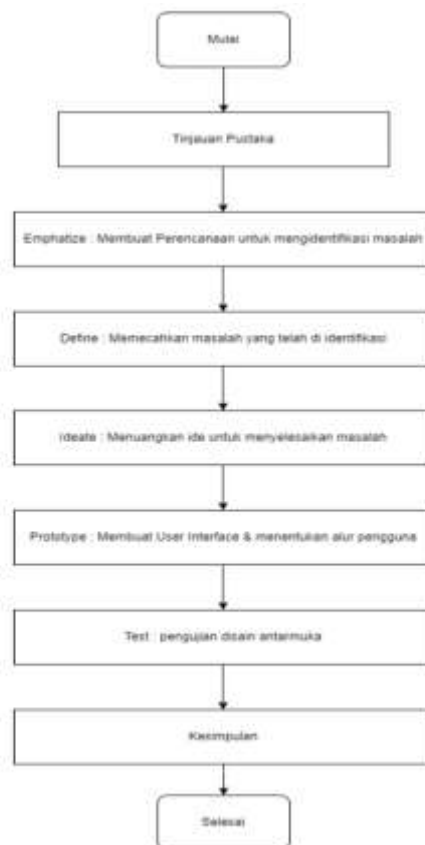 Mulai
Tinjauan Pustaka
Emphatize : Membuat Perencanaan untuk mengidentifikasi masalah
Define : Memecahkan masalah yang telah di identifikasi
Ideate : Menuangkan ide untuk menyelesaikan masalah
Prototype : Membuat User Interface & menentukan alur pengguna
Test : pengujian disain antarmuka
Kesimpulan
Selesai